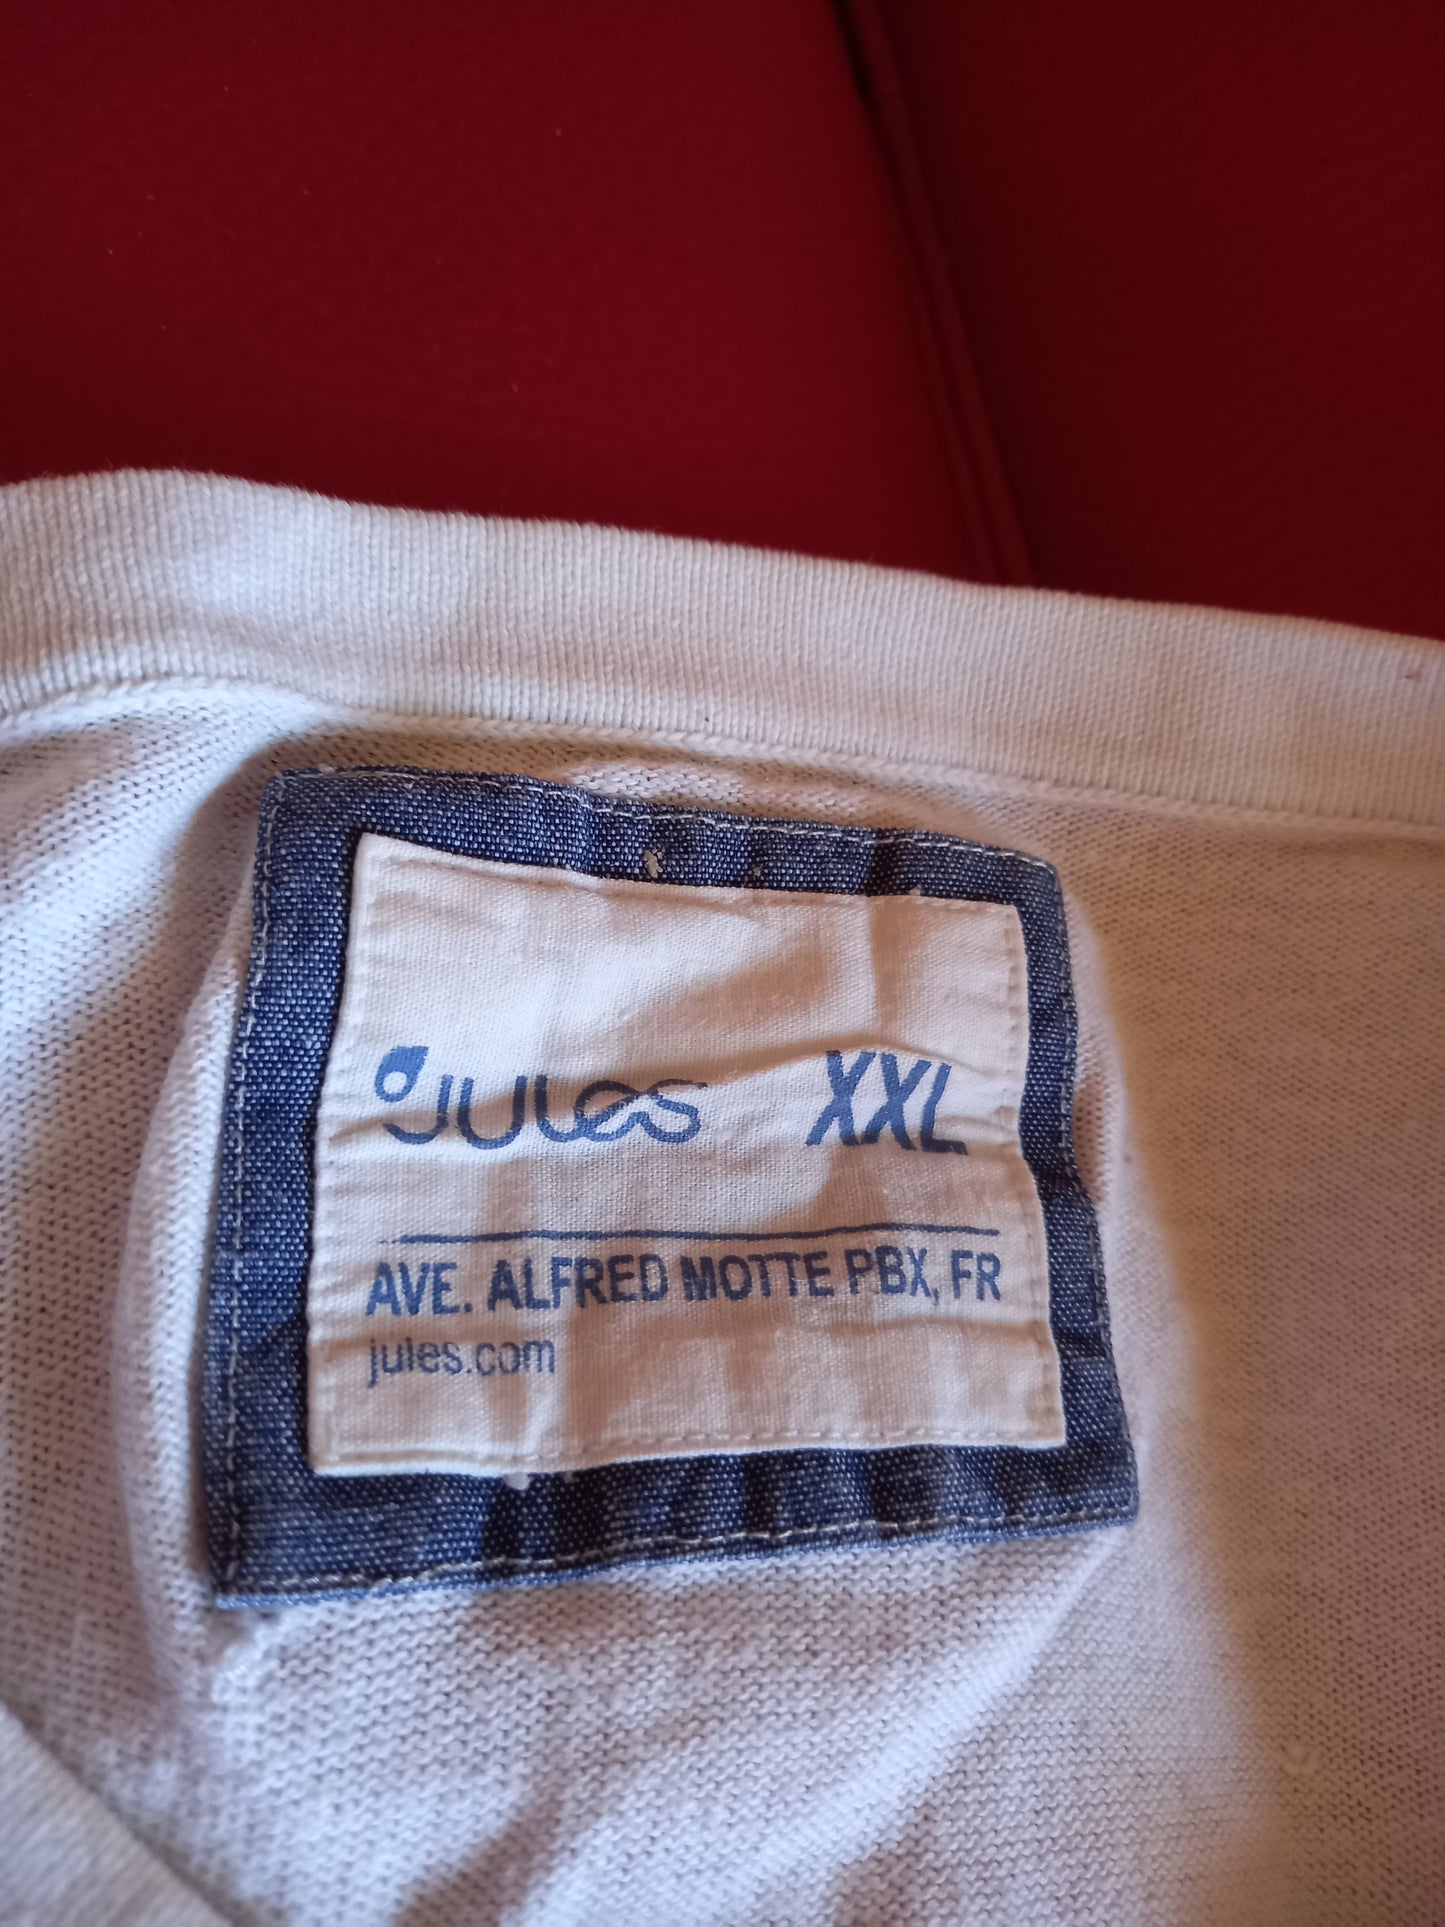 JULES XXL
AVE. ALFRED MOTTE PBX, FR
jules.com